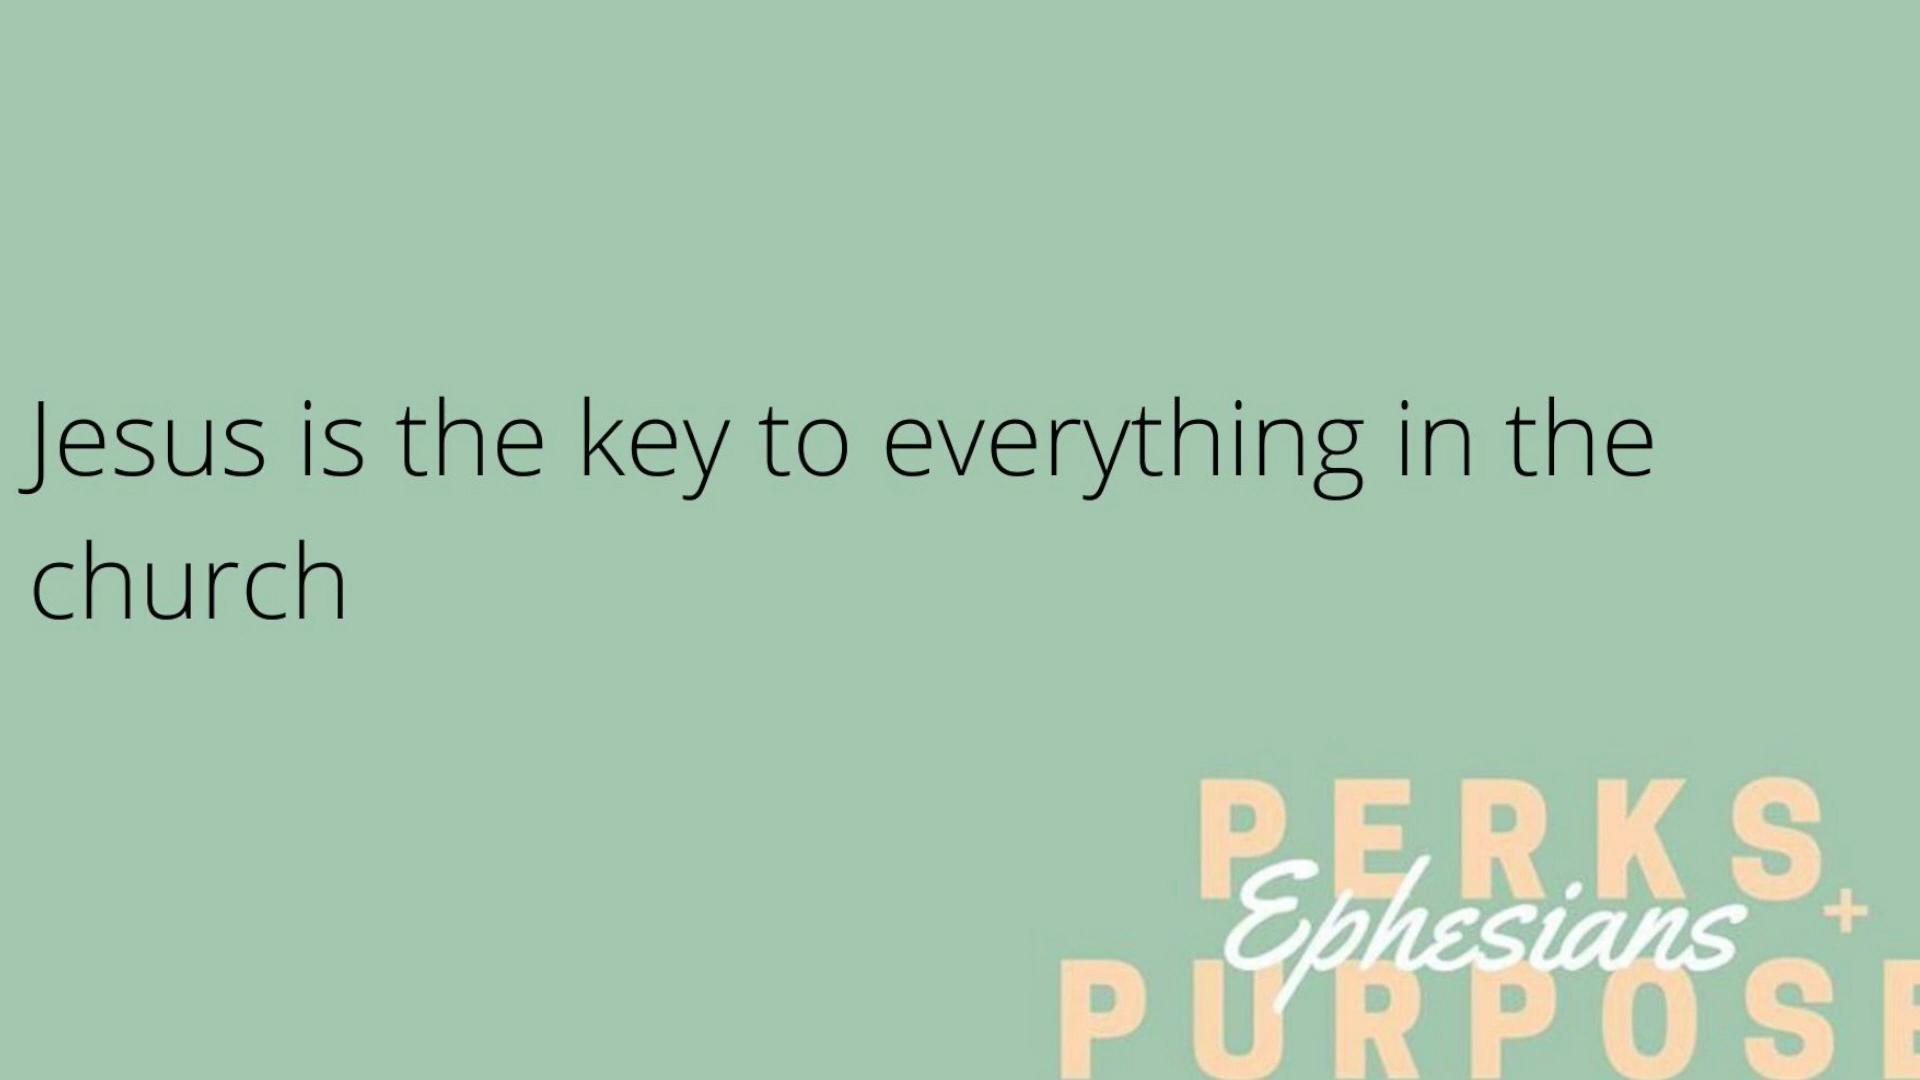 Jesus is the key to everything in the
church
PERKS
Ephesians +
PURPOSE